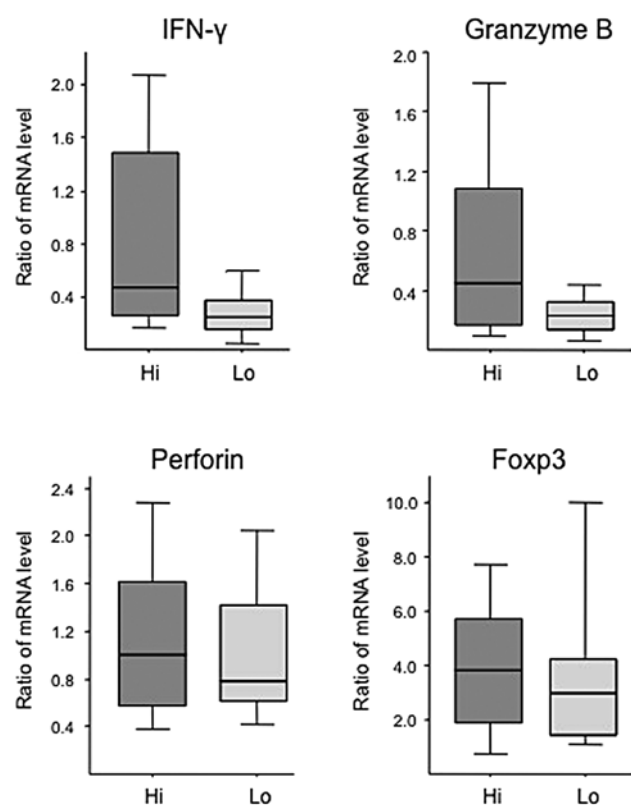 IFN-γ
Ratio of mRNA level
2.0
1.6
1.2
0.8
0.4
Hi Lo
Granzyme B
Ratio of mRNA level
2.0
1.6
1.2
0.8
0.4
Hi Lo
Perforin
Ratio of mRNA level
2.4
2.0
1.6
1.2
0.8
0.4
Hi Lo
Foxp3
Ratio of mRNA level
10.0
8.0
6.0
4.0
2.0
Hi Lo